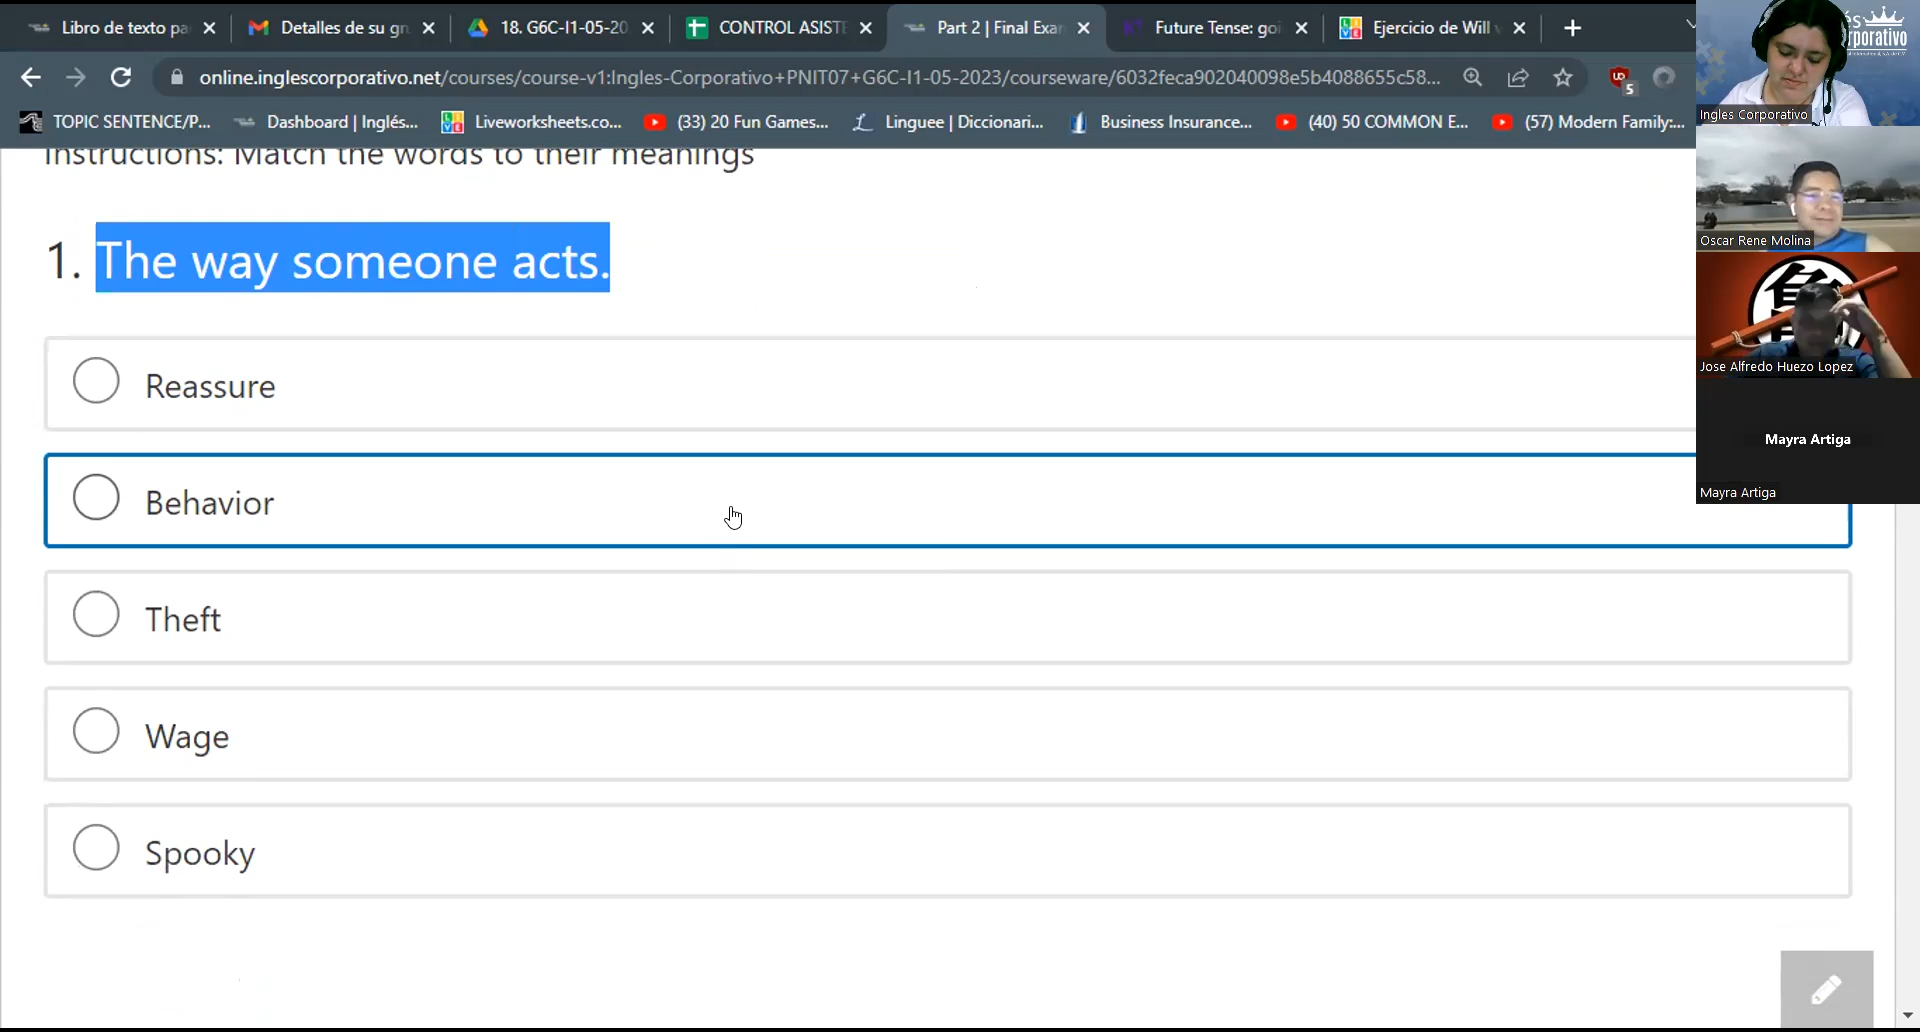 Libro de texto pa
Detalles de su gr
18. G6C-I1-05-20
CONTROL ASISTE
Part 2 | Final Exar
Future Tense: goi
Ejercicio de Will v
online.inglescorporativo.net/courses/course-v1:Ingles-Corporativo+PNIT07+G6C-I1-05-2023/courseware/6032feca902040098e5b4088655c58...
5
TOPIC SENTENCE/P...
Dashboard | Inglés...
Liveworksheets.co...
(33) 20 Fun Games...
Linguee | Diccionari...
Business Insurance...
(40) 50 COMMON E...
(57) Modern Family:...
Ingles Corporativo
Oscar Rene Molina
Jose Alfredo Huezo Lopez
Mayra Artiga
Mayra Artiga
Instructions: Match the words to their meanings
1. The way someone acts.
Reassure
Behavior
Theft
Wage
Spooky